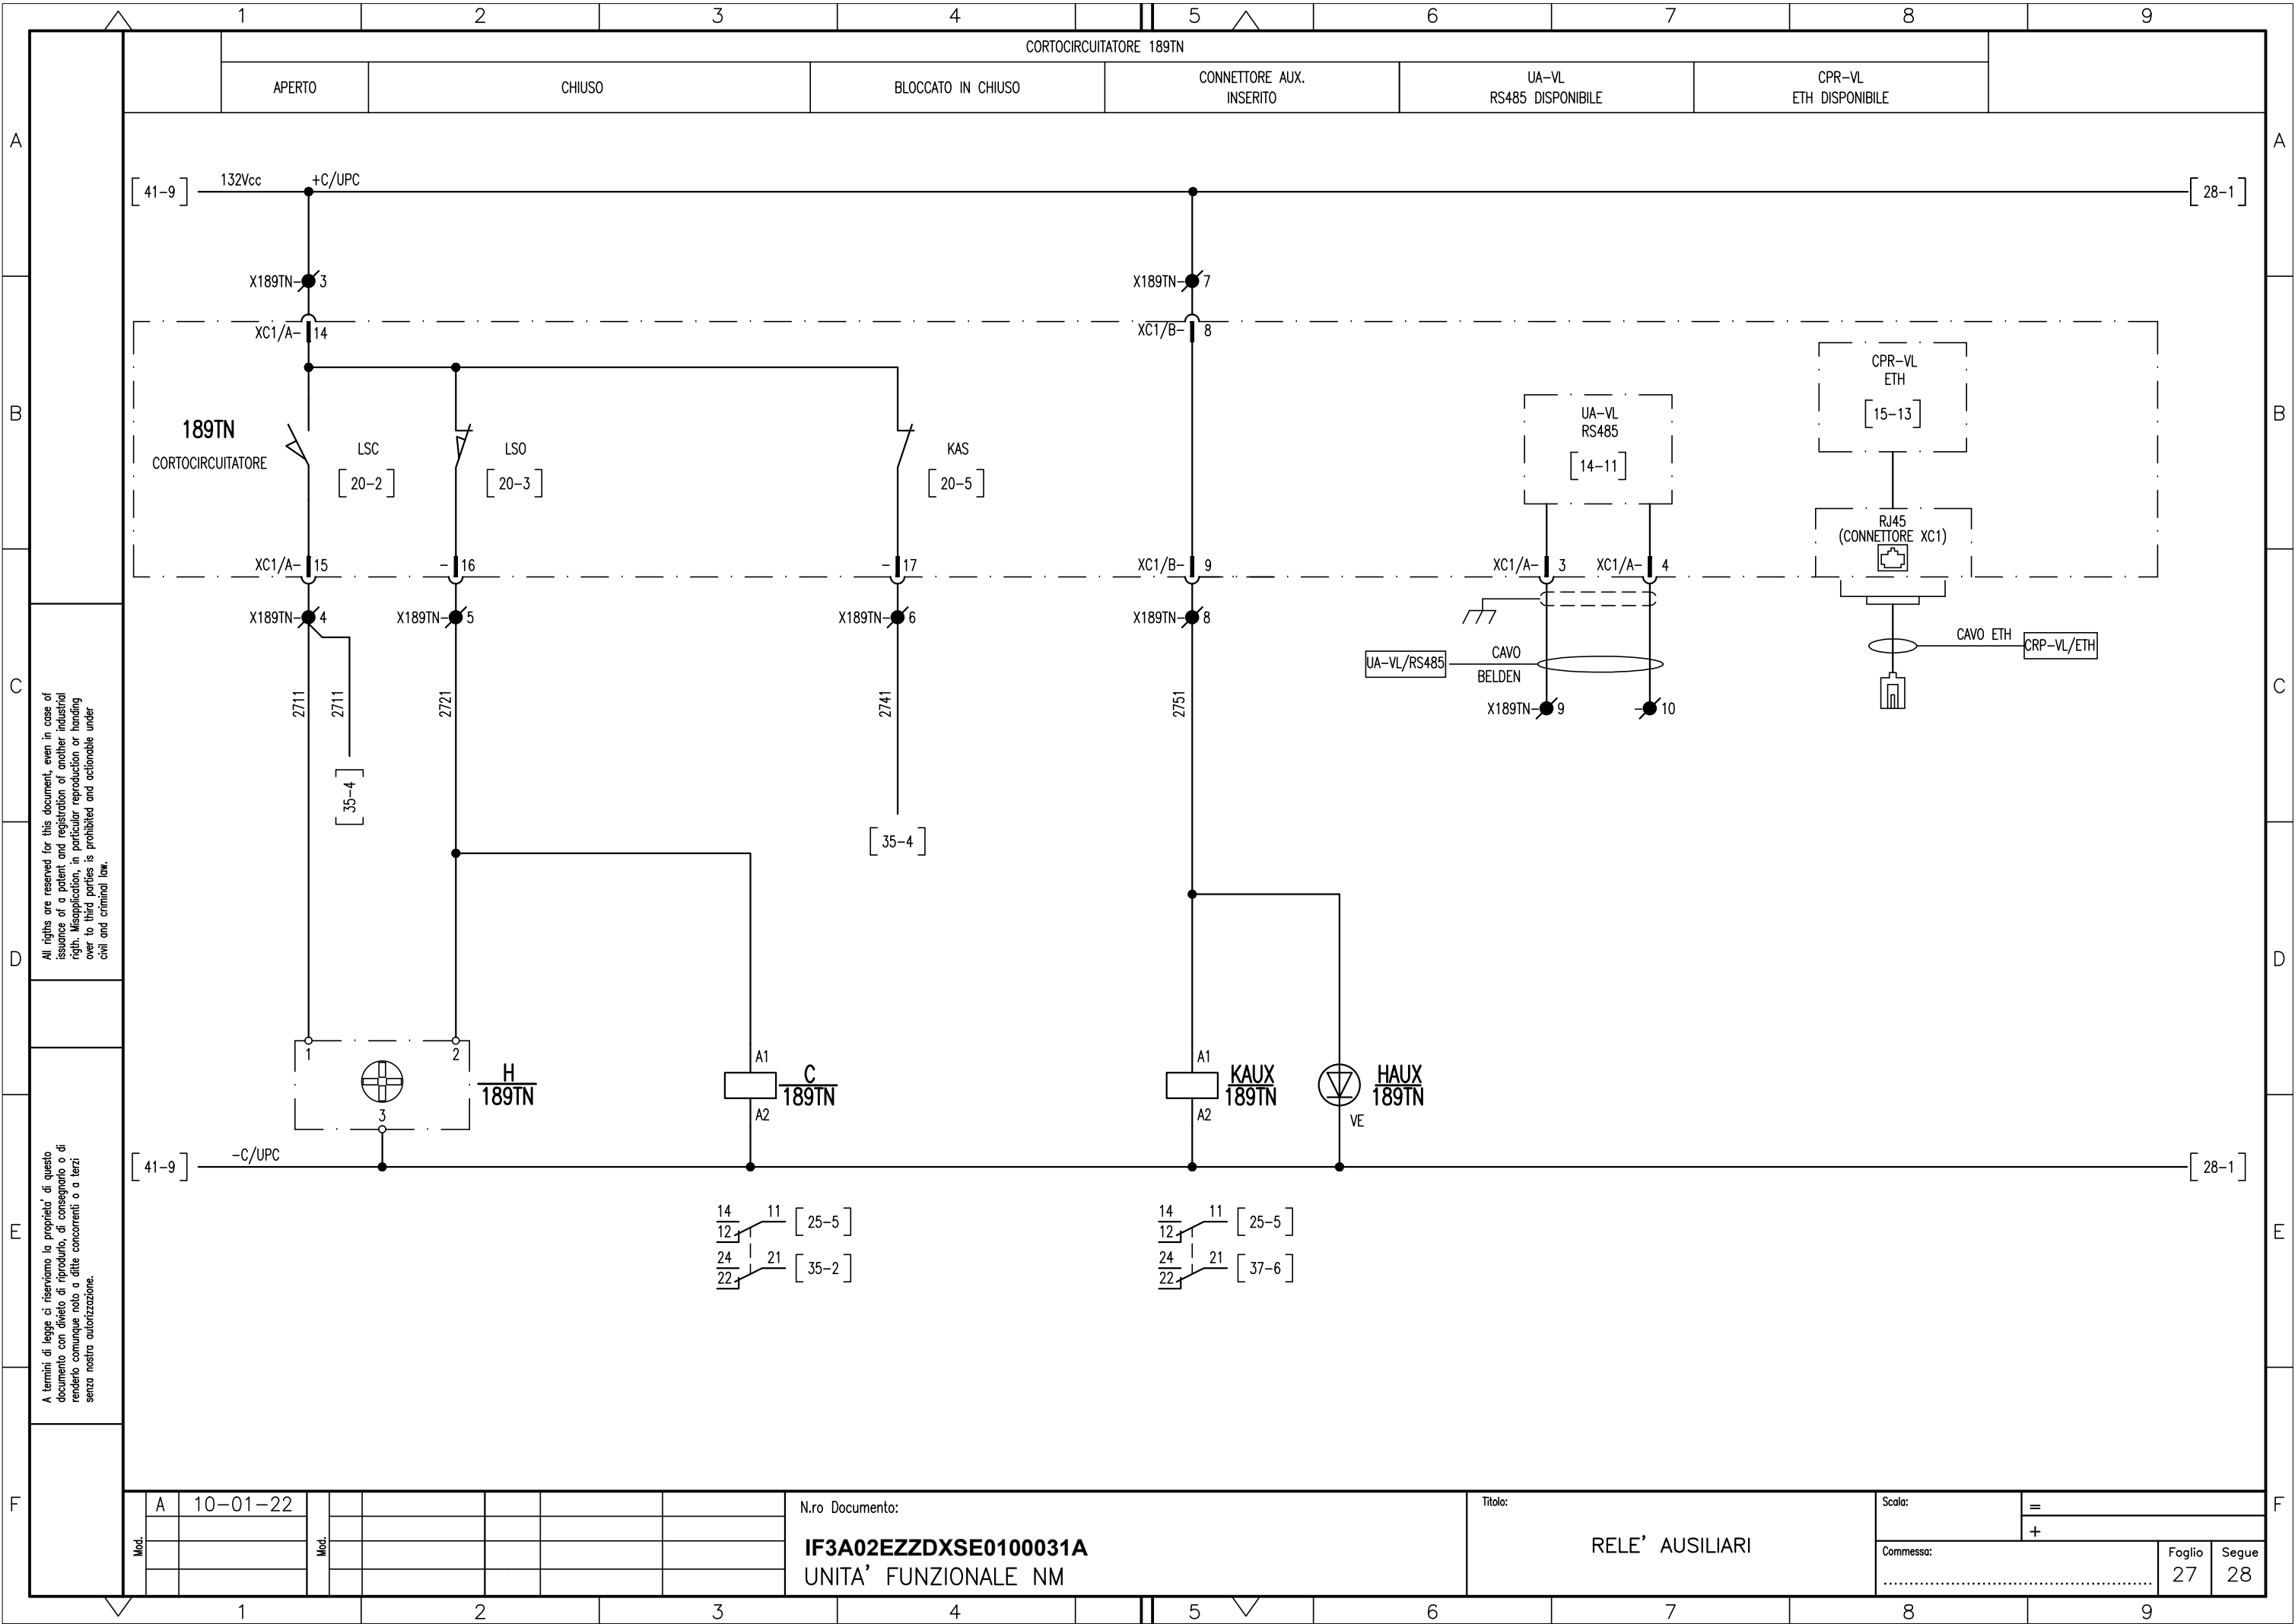 1 2 3 4 5 6 7 8 9
CORTOCIRCUITATORE 189TN
APERTO
CHIUSO
BLOCCATO IN CHIUSO
CONNETTORE AUX.
INSERITO
UA-VL
RS485 DISPONIBILE
CPR-VL
ETH DISPONIBILE
A
A
41-9
132Vcc
+C/UPC
28-1
X189TN- 3
X189TN- 7
XC1/A- 14
XC1/B- 8
B
B
189TN
CORTOCIRCUITATORE
LSC
20-2
LSO
20-3
KAS
20-5
UA-VL
RS485
14-11
CPR-VL
ETH
15-13
RJ45
(CONNETTORE XC1)
XC1/A- 15
- 16
- 17
XC1/B- 9
XC1/A- 3
XC1/A- 4
X189TN- 4
X189TN- 5
X189TN- 6
X189TN- 8
C
C
UA-VL/RS485
CAVO
BELDEN
CAVO ETH
CRP-VL/ETH
2711
2711
2721
2741
2751
X189TN- 9
- 10
35-4
35-4
All rigths are reserved for this document, even in case of
issuance of a patent and registration of another industrial
rigth. Misapplication, in particular reproduction or handing
over to third parties is prohibited and actionable under
civil and criminal law.
D
D
1
2
3
H
189TN
A1
A2
C
189TN
A1
A2
KAUX
189TN
HAUX
189TN
VE
41-9
-C/UPC
28-1
E
E
14
12
11
25-5
24
22
21
35-2
14
12
11
25-5
24
22
21
37-6
A termini di legge ci riserviamo la proprieta' di questo
documento con divieto di riprodurlo, di consegnarlo o di
renderlo comunque noto a ditte concorrenti o a terzi
senza nostra autorizzazione.
F
F
A 10-01-22
Mod.
Mod.
N.ro Documento:
IF3A02EZZDXSE0100031A
UNITA' FUNZIONALE NM
Titolo:
RELE' AUSILIARI
Scala:
=
+
Commessa:
Foglio
27
Segue
28
1 2 3 4 5 6 7 8 9